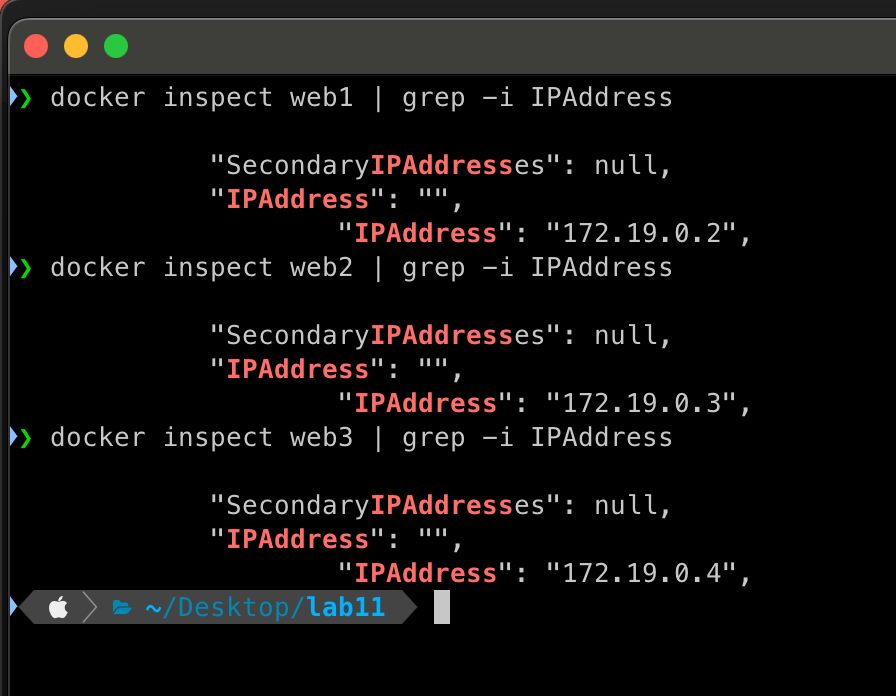 ❯ docker inspect web1 | grep -i IPAddress
"SecondaryIPAddresses": null,
"IPAddress": "",
"IPAddress": "172.19.0.2",
❯ docker inspect web2 | grep -i IPAddress
"SecondaryIPAddresses": null,
"IPAddress": "",
"IPAddress": "172.19.0.3",
❯ docker inspect web3 | grep -i IPAddress
"SecondaryIPAddresses": null,
"IPAddress": "",
"IPAddress": "172.19.0.4",
~/Desktop/lab11